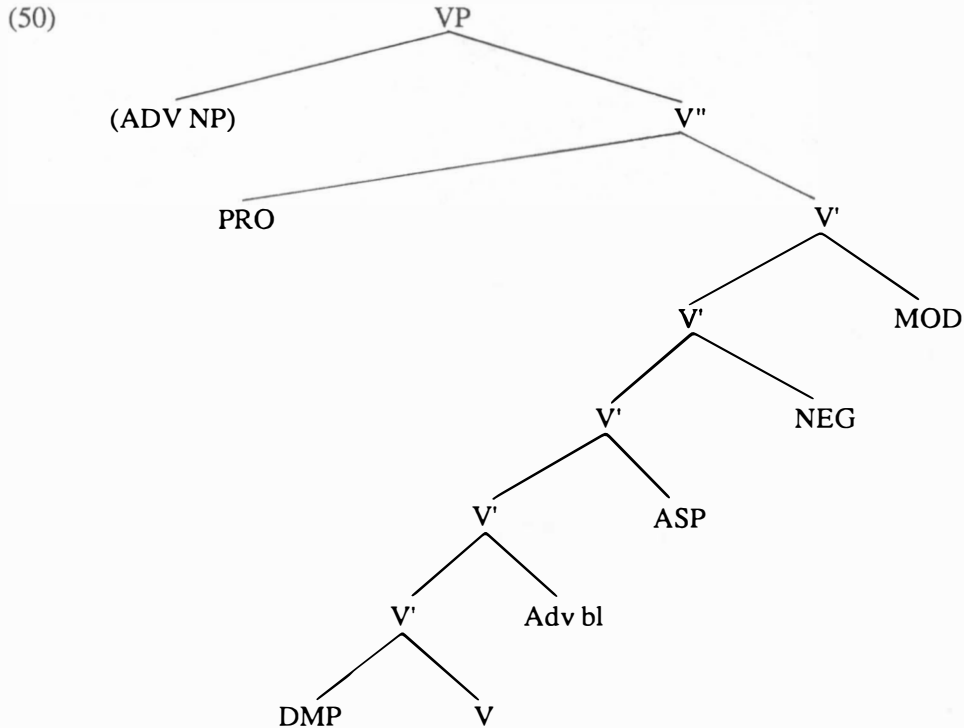 (50) VP
(ADV NP) V"
PRO V'
V' MOD
V' NEG
V' ASP
V' Adv bl
DMP V